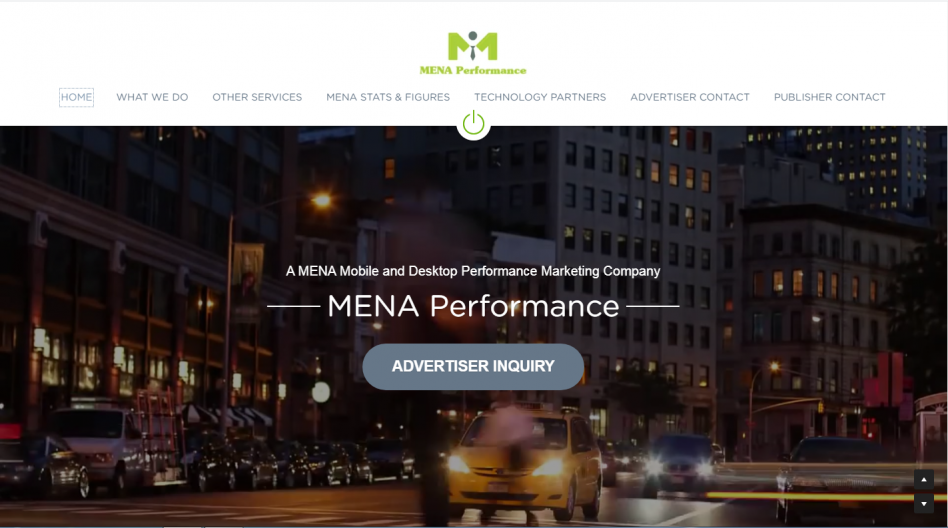 MENA Performance
HOME WHAT WE DO OTHER SERVICES MENA STATS & FIGURES TECHNOLOGY PARTNERS ADVERTISER CONTACT PUBLISHER CONTACT
A MENA Mobile and Desktop Performance Marketing Company
MENA Performance
ADVERTISER INQUIRY